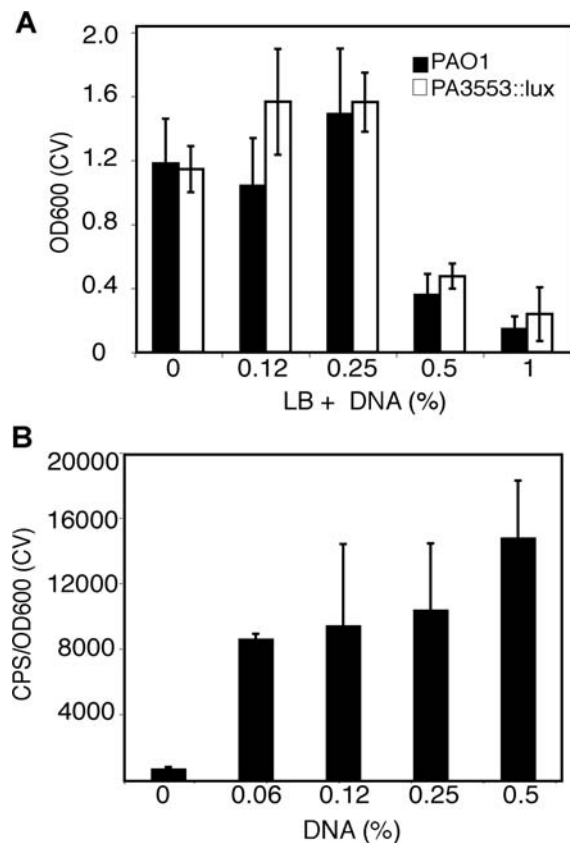 A
2.0
1.6
1.2
0.8
0.4
0
OD600 (CV)
PAO1
PA3553::lux
0 0.12 0.25 0.5 1
LB + DNA (%)
B
20000
16000
12000
8000
4000
CPS/OD600 (CV)
0 0.06 0.12 0.25 0.5
DNA (%)